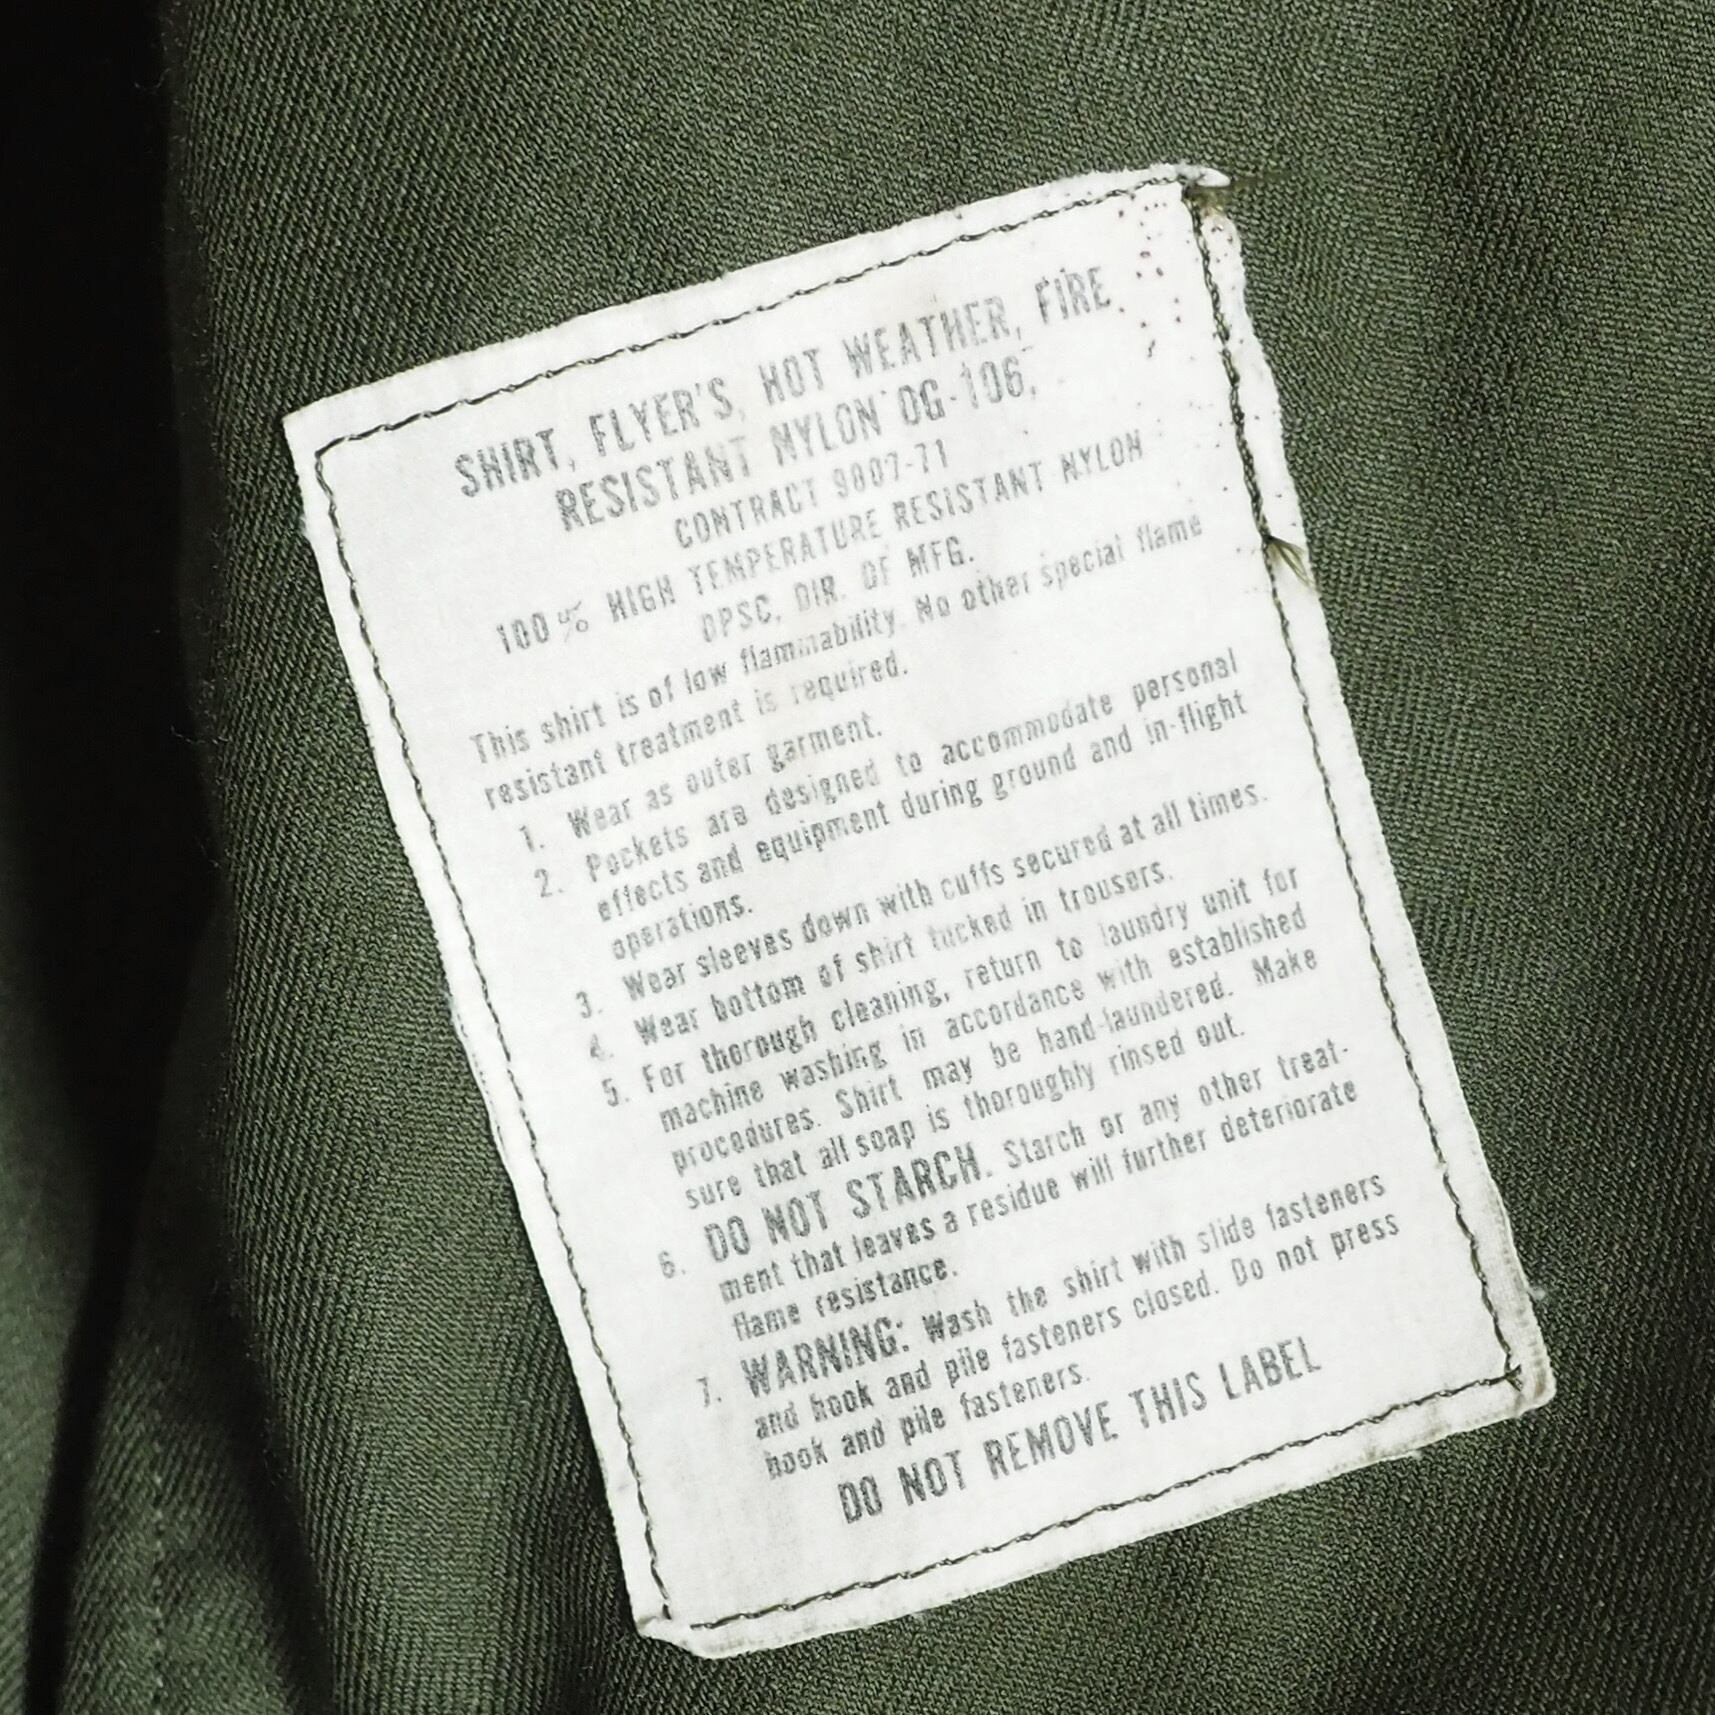 SHIRT, FLYER'S, HOT WEATHER, FIRE
RESISTANT NYLON OG-106,
CONTRACT 9007-71
100% HIGH TEMPERATURE RESISTANT NYLON
DPSC, DIR. OF MFG.
This shirt is of low flammability. No other special flame
resistant treatment is required.
1. Wear as outer garment.
2. Pockets are designed to accommodate personal
effects and equipment during ground and in-flight
operations.
3. Wear sleeves down with cuffs secured at all times.
4. Wear bottom of shirt tucked in trousers.
5. For thorough cleaning, return to laundry unit for
machine washing in accordance with established
procedures. Shirt may be hand-laundered. Make
sure that all soap is thoroughly rinsed out.
6. DO NOT STARCH. Starch or any other treat-
ment that leaves a residue will further deteriorate
flame resistance.
7. WARNING: Wash the shirt with slide fasteners
and hook and pile fasteners closed. Do not press
hook and pile fasteners.
DO NOT REMOVE THIS LABEL